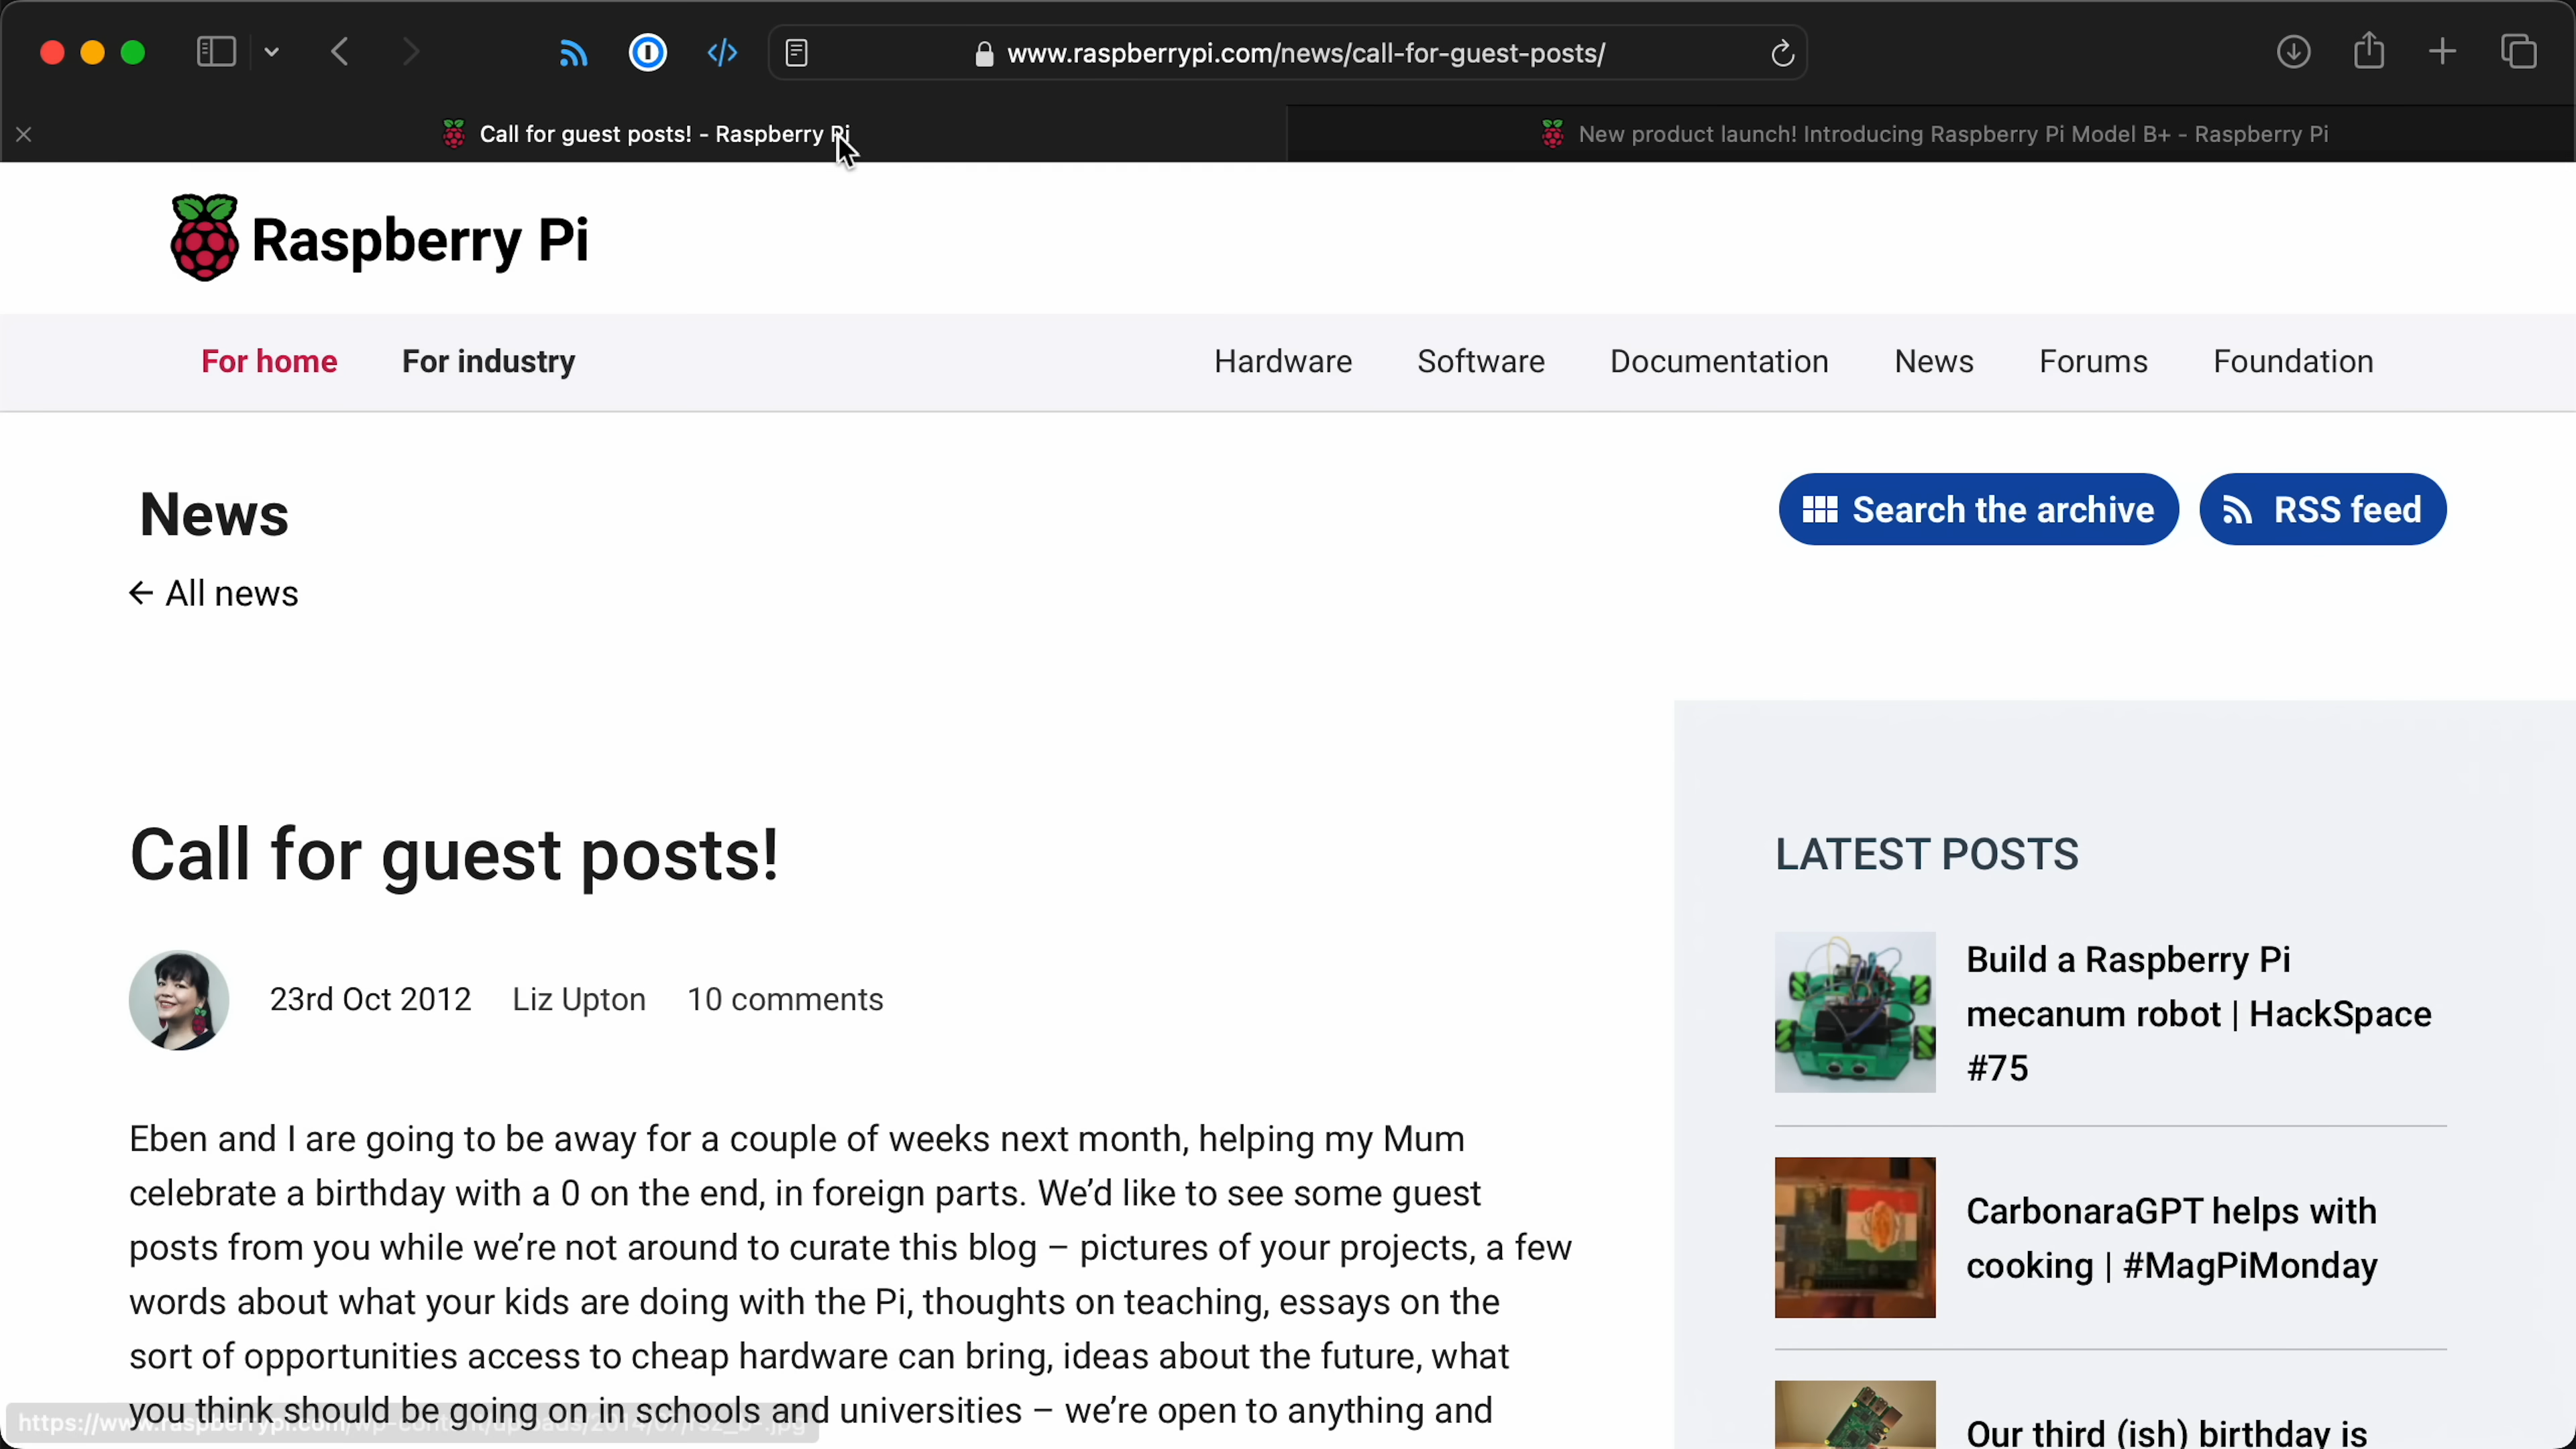 www.raspberrypi.com/news/call-for-guest-posts/
Call for guest posts! - Raspberry Pi
New product launch! Introducing Raspberry Pi Model B+ - Raspberry Pi
Raspberry Pi
For home
For industry
Hardware
Software
Documentation
News
Forums
Foundation
News
Search the archive
RSS feed
← All news
Call for guest posts!
23rd Oct 2012
Liz Upton
10 comments
Eben and I are going to be away for a couple of weeks next month, helping my Mum
celebrate a birthday with a 0 on the end, in foreign parts. We’d like to see some guest
posts from you while we’re not around to curate this blog – pictures of your projects, a few
words about what your kids are doing with the Pi, thoughts on teaching, essays on the
sort of opportunities access to cheap hardware can bring, ideas about the future, what
you think should be going on in schools and universities – we’re open to anything and
LATEST POSTS
Build a Raspberry Pi
mecanum robot | HackSpace
#75
CarbonaraGPT helps with
cooking | #MagPiMonday
Our third (ish) birthday is